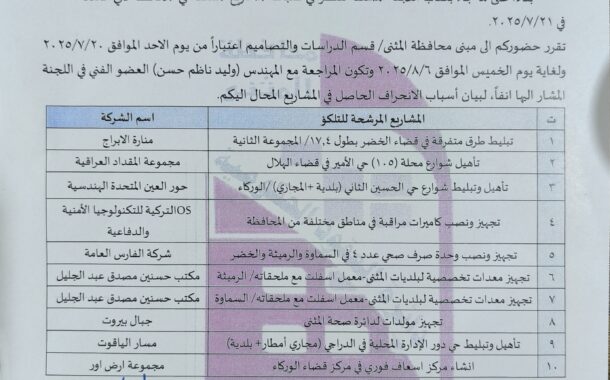 في ٢٠٢٥/٧/٢١.
تقرر حضوركم الى مبنى محافظة المثنى/ قسم الدراسات والتصاميم اعتباراً من يوم الاحد الموافق ٢٠٢٥/٧/٢٠
ولغاية يوم الخميس الموافق ٢٠٢٥/٨/٦ وتكون المراجعة مع المهندس (وليد ناظم حسن) العضو الفني في اللجنة
المشار اليها انفاً، لبيان أسباب الانحراف الحاصل في المشاريع المحال اليكم.
ت المشاريع المرشحة للتلكؤ اسم الشركة
١ تبليط طرق متفرقة في قضاء الخضر بطول ١٧,٤/ المجموعة الثانية منارة الابراج
٢ تأهيل شوارع محلة (١٠٥) حي الأمير في قضاء الهلال مجموعة المقداد العراقية
٣ تأهيل وتبليط شوارع حي الحسين الثاني (بلدية +المجاري) /الوركاء حور العين المتحدة الهندسية
٤ تجهيز ونصب كاميرات مراقبة في مناطق مختلفة من المحافظة OSالتركية للتكنولوجيا الأمنية
والدفاعية
٥ تجهيز ونصب وحدة صرف صحي عدد ٤ في السماوة والرميثة والخضر شركة الفارس العامة
٦ تجهيز معدات تخصصية لبلديات المثنى-معمل اسفلت مع ملحقاته/ الرميثة مكتب حسنين مصدق عبد الجليل
٧ تجهيز معدات تخصصية لبلديات المثنى-معمل اسفلت مع ملحقاته/ السماوة مكتب حسنين مصدق عبد الجليل
٨ تجهيز مولدات لدائرة صحة المثنى جبال بيروت
٩ تأهيل وتبليط حي دور الإدارة المحلية في الدراجي (مجاري أمطار+ بلدية) مسار الياقوت
١٠ انشاء مركز اسعاف فوري في مركز قضاء الوركاء مجموعة ارض اور